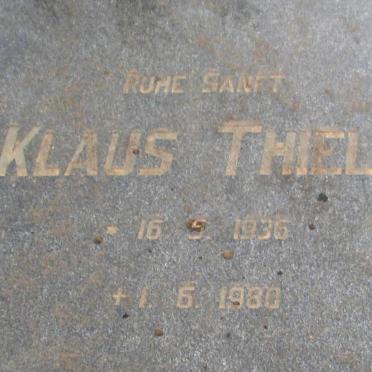 RUHE SANFT
KLAUS THIEL
* 16. 9. 1936
+ 1. 6. 1980